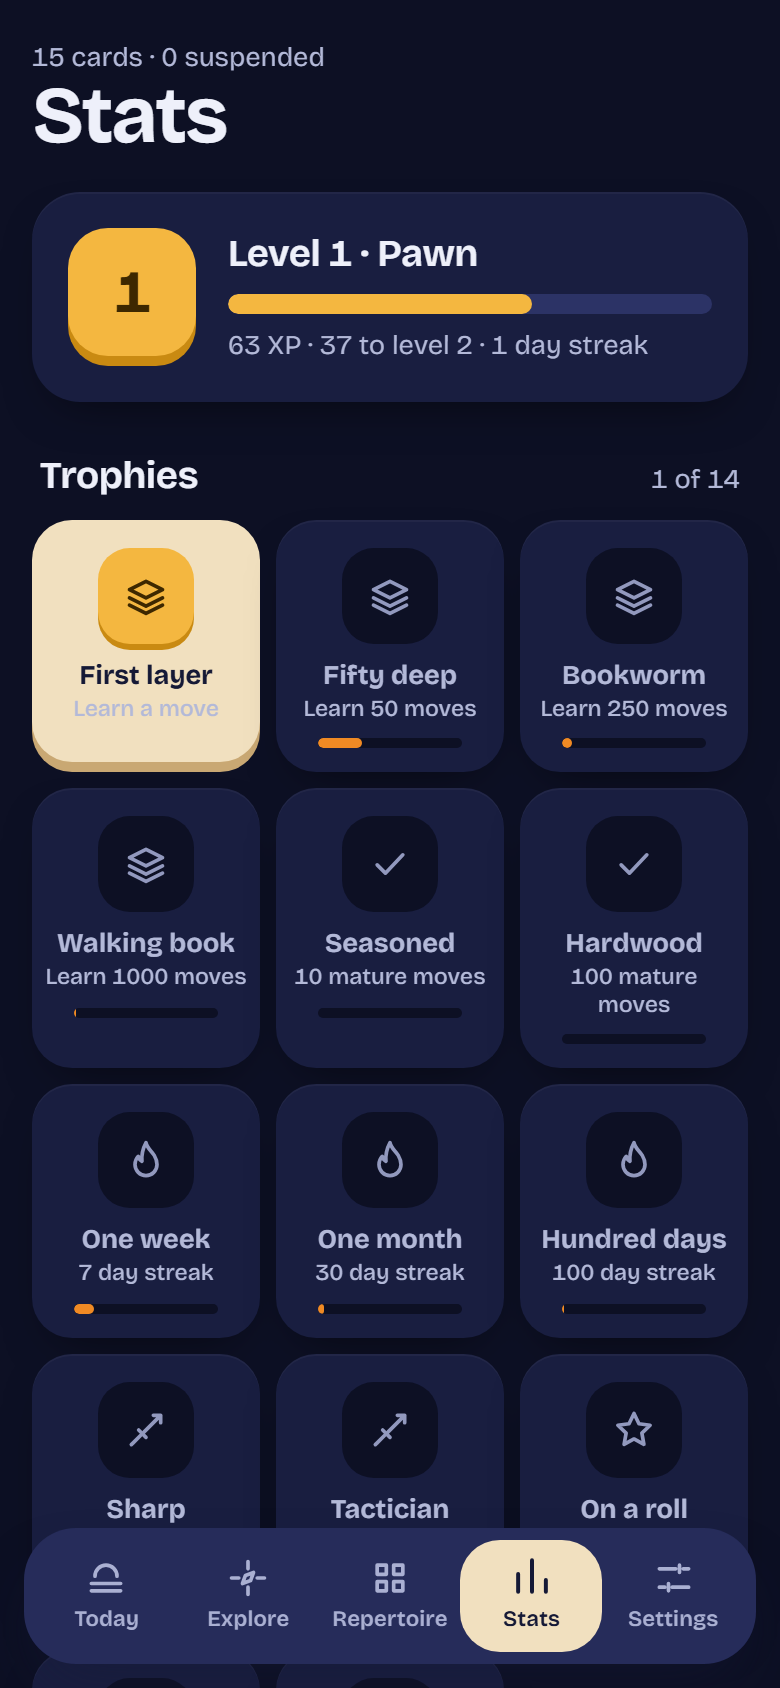 15 cards · 0 suspended
Stats
1
Level 1 · Pawn
63 XP · 37 to level 2 · 1 day streak
Trophies
1 of 14
First layer
Learn a move
Fifty deep
Learn 50 moves
Bookworm
Learn 250 moves
Walking book
Learn 1000 moves
Seasoned
10 mature moves
Hardwood
100 mature
moves
One week
7 day streak
One month
30 day streak
Hundred days
100 day streak
Sharp
Tactician
On a roll
Today
Explore
Repertoire
Stats
Settings